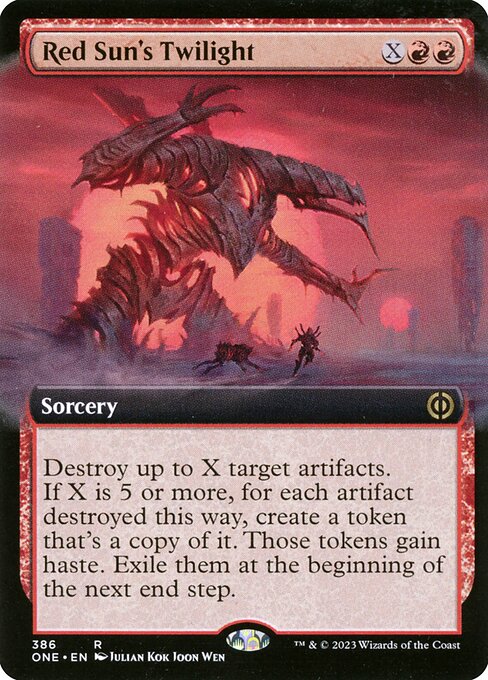 Red Sun's Twilight X
Sorcery
Destroy up to X target artifacts.
If X is 5 or more, for each artifact
destroyed this way, create a token
that's a copy of it. Those tokens gain
haste. Exile them at the beginning of
the next end step.
386 R
ONE • EN Julian Kok Joon Wen
™ & © 2023 Wizards of the Coast